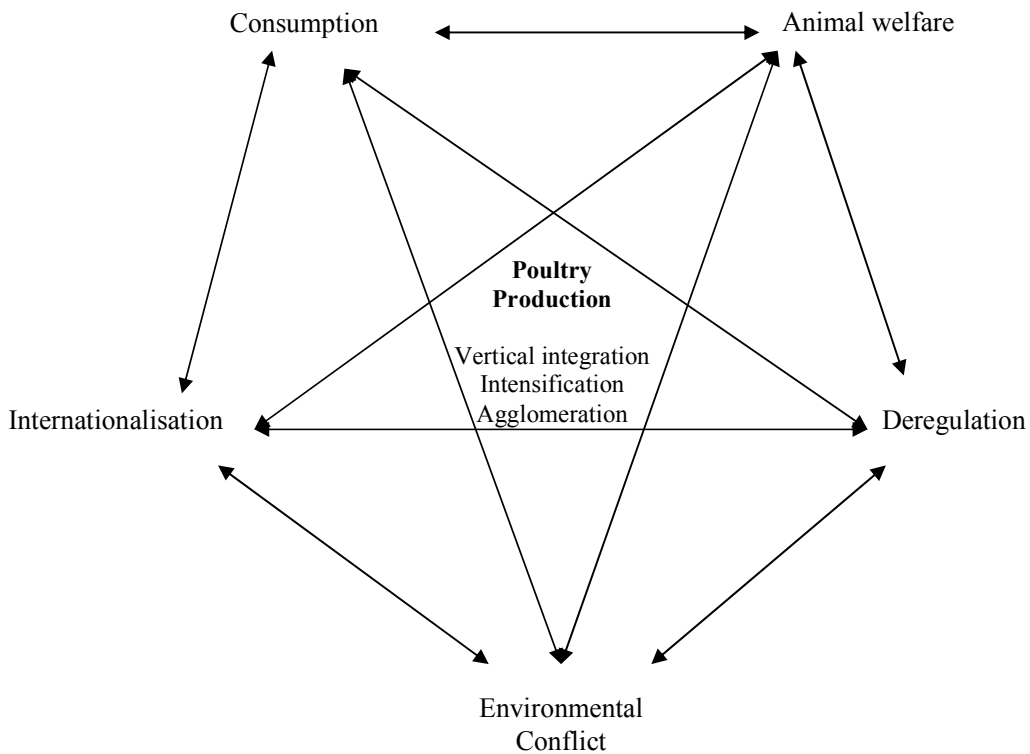 Consumption
Animal welfare
Poultry
Production
Vertical integration
Intensification
Agglomeration
Internationalisation
Deregulation
Environmental
Conflict